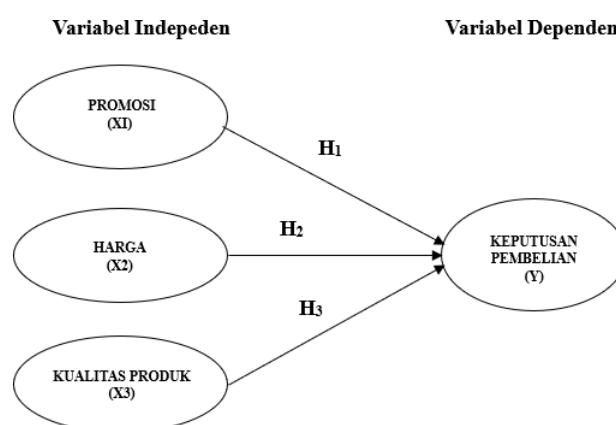 Variabel Indepeden
Variabel Dependen
PROMOSI
(XI)
H1
HARGA
(X2)
H2
KEPUTUSAN
PEMBELIAN
(Y)
H3
KUALITAS PRODUK
(X3)